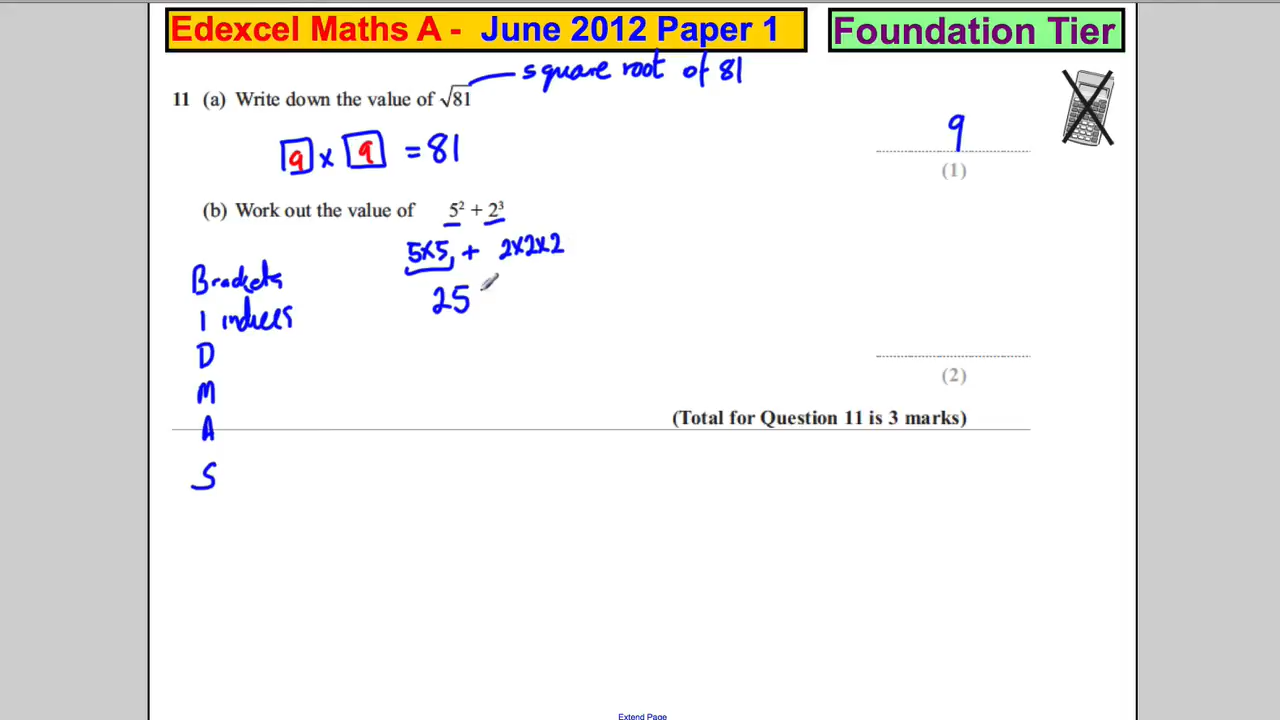 Edexcel Maths A - June 2012 Paper 1
Foundation Tier
square root of 81
11 (a) Write down the value of √81
9 × 9 = 81
9
(1)
(b) Work out the value of 5² + 2³
5×5 + 2×2×2
Brackets
25
I indices
D
(2)
M
(Total for Question 11 is 3 marks)
A
S
Extend Page